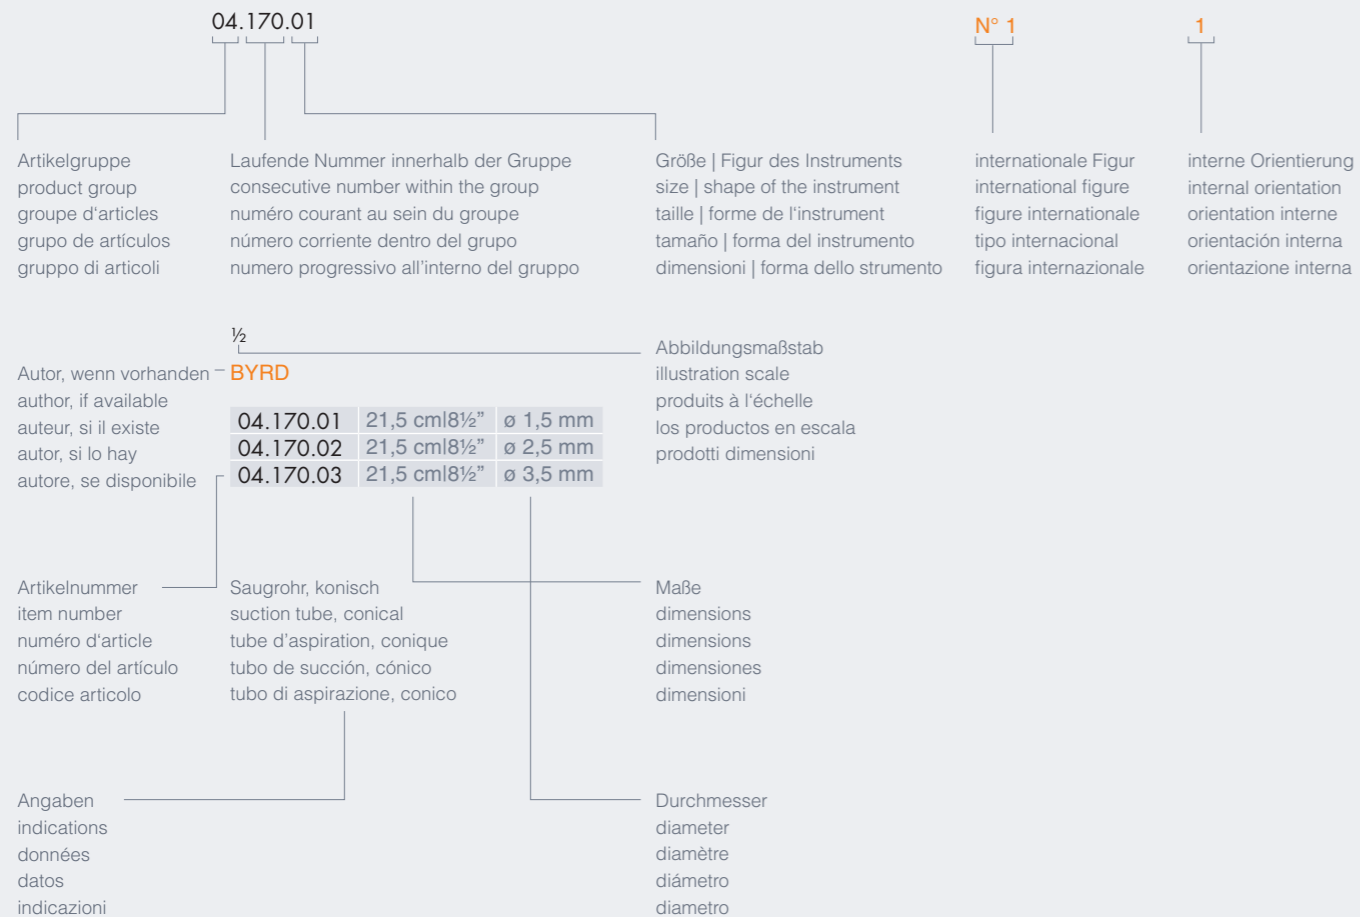 04.170.01
N° 1
1
Artikelgruppe
product group
groupe d‘articles
grupo de artículos
gruppo di articoli
Laufende Nummer innerhalb der Gruppe
consecutive number within the group
numéro courant au sein du groupe
número corriente dentro del grupo
numero progressivo all’interno del gruppo
Größe | Figur des Instruments
size | shape of the instrument
taille | forme de l‘instrument
tamaño | forma del instrumento
dimensioni | forma dello strumento
internationale Figur
international figure
figure internationale
tipo internacional
figura internazionale
interne Orientierung
internal orientation
orientation interne
orientación interna
orientazione interna
½
BYRD
Autor, wenn vorhanden
author, if available
auteur, si il existe
autor, si lo hay
autore, se disponibile
04.170.01 21,5 cm|8½” ø 1,5 mm
04.170.02 21,5 cm|8½” ø 2,5 mm
04.170.03 21,5 cm|8½” ø 3,5 mm
Abbildungsmaßstab
illustration scale
produits à l‘échelle
los productos en escala
prodotti dimensioni
Artikelnummer
item number
numéro d‘article
número del artículo
codice articolo
Saugrohr, konisch
suction tube, conical
tube d’aspiration, conique
tubo de succión, cónico
tubo di aspirazione, conico
Maße
dimensions
dimensions
dimensiones
dimensioni
Angaben
indications
données
datos
indicazioni
Durchmesser
diameter
diamètre
diámetro
diametro